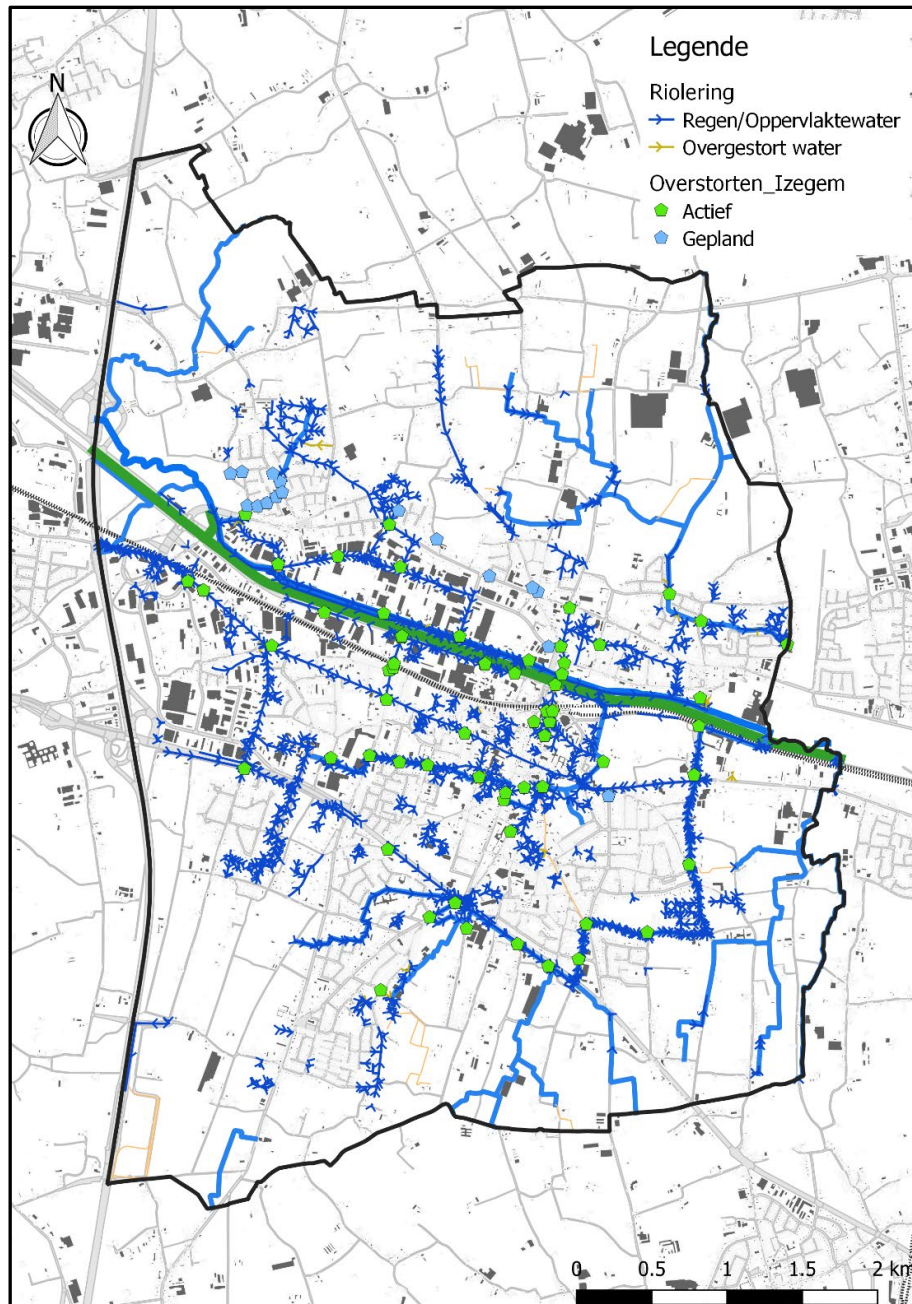 Legende
N
Riolering
Regen/Oppervlaktewater
Overgestort water
Overstorten_Izegem
Actief
Gepland
0 0.5 1 1.5 2 km